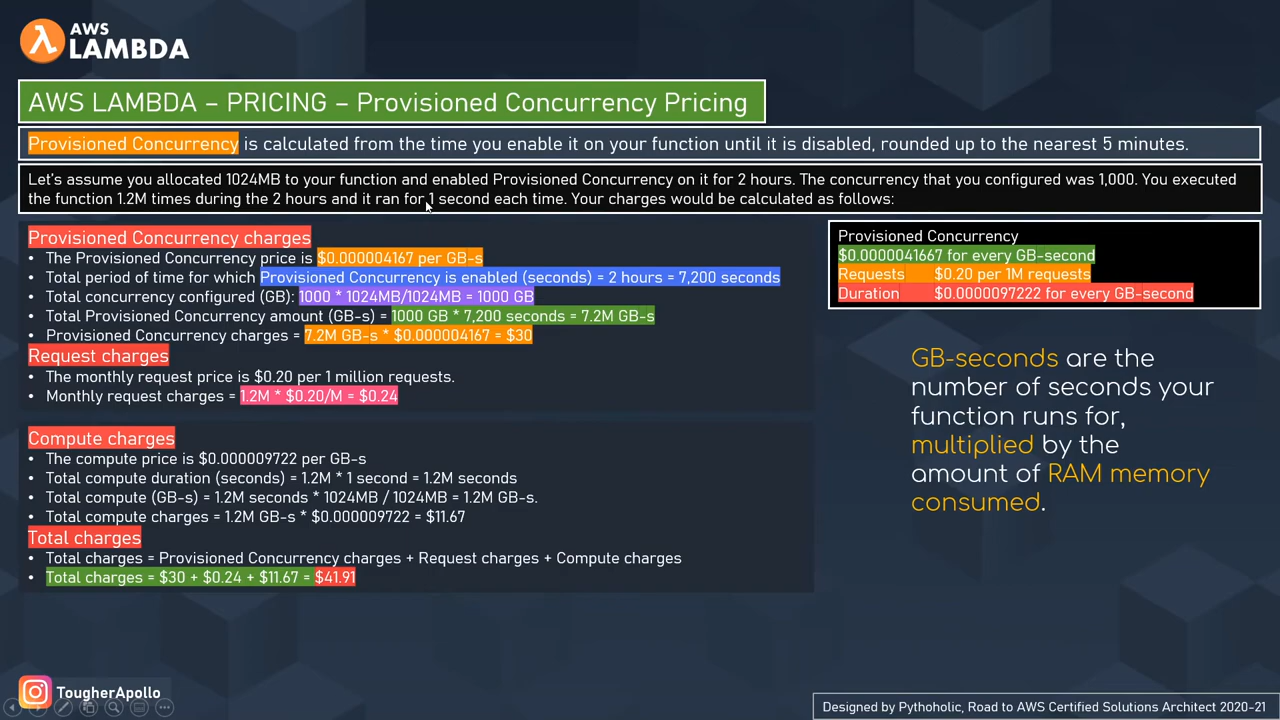 AWS
LAMBDA
AWS LAMBDA – PRICING – Provisioned Concurrency Pricing
Provisioned Concurrency is calculated from the time you enable it on your function until it is disabled, rounded up to the nearest 5 minutes.
Let's assume you allocated 1024MB to your function and enabled Provisioned Concurrency on it for 2 hours. The concurrency that you configured was 1,000. You executed
the function 1.2M times during the 2 hours and it ran for 1 second each time. Your charges would be calculated as follows:
Provisioned Concurrency charges
• The Provisioned Concurrency price is $0.000004167 per GB-s
• Total period of time for which Provisioned Concurrency is enabled (seconds) = 2 hours = 7,200 seconds
• Total concurrency configured (GB): 1000 * 1024MB/1024MB = 1000 GB
• Total Provisioned Concurrency amount (GB-s) = 1000 GB * 7,200 seconds = 7.2M GB-s
• Provisioned Concurrency charges = 7.2M GB-s * $0.000004167 = $30
Request charges
• The monthly request price is $0.20 per 1 million requests.
• Monthly request charges = 1.2M * $0.20/M = $0.24
Compute charges
• The compute price is $0.000009722 per GB-s
• Total compute duration (seconds) = 1.2M * 1 second = 1.2M seconds
• Total compute (GB-s) = 1.2M seconds * 1024MB / 1024MB = 1.2M GB-s.
• Total compute charges = 1.2M GB-s * $0.000009722 = $11.67
Total charges
• Total charges = Provisioned Concurrency charges + Request charges + Compute charges
• Total charges = $30 + $0.24 + $11.67 = $41.91
Provisioned Concurrency
$0.0000041667 for every GB-second
Requests $0.20 per 1M requests
Duration $0.0000097222 for every GB-second
GB-seconds are the
number of seconds your
function runs for,
multiplied by the
amount of RAM memory
consumed.
TougherApollo
Designed by Pythoholic, Road to AWS Certified Solutions Architect 2020-21